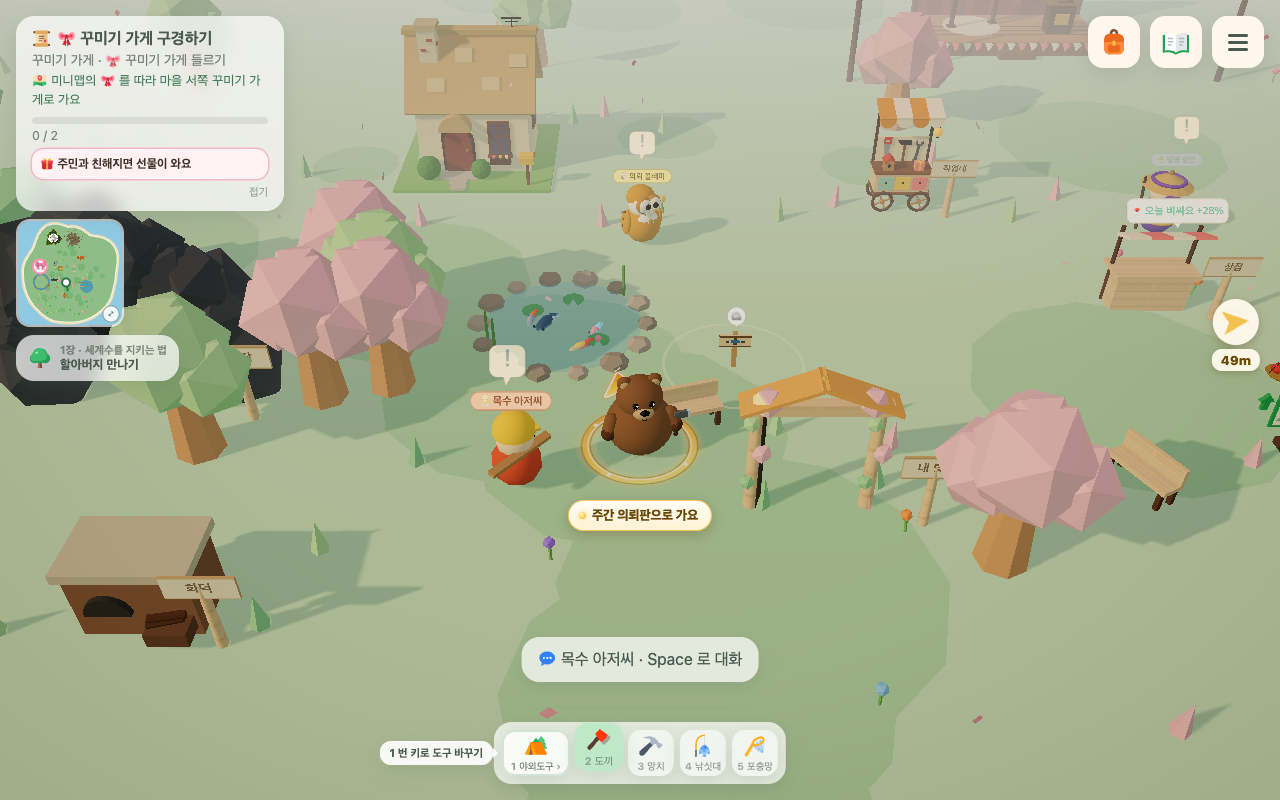 꾸미기 가게 구경하기
꾸미기 가게 · 꾸미기 가게 들르기
미니맵의 를 따라 마을 서쪽 꾸미기 가
게로 가요
0 / 2
주민과 친해지면 선물이 와요
접기
1장 · 세계수를 지키는 법
할아버지 만나기
오늘 비싸요 +28%
상점
49m
목수 아저씨
주간 의뢰판으로 가요
화덕
목수 아저씨 · Space 로 대화
1 번 키로 도구 바꾸기
1 야외도구 ›
2 도끼
3 망치
4 낚싯대
5 포충망